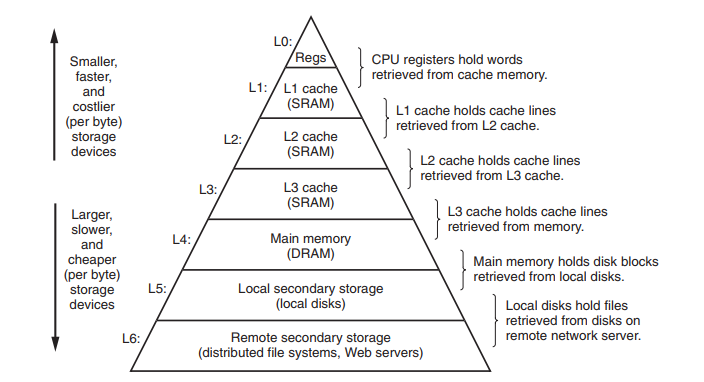 L0:
Regs
CPU registers hold words
retrieved from cache memory.
Smaller,
faster,
and
costlier
(per byte)
storage
devices
L1:
L1 cache
(SRAM)
L1 cache holds cache lines
retrieved from L2 cache.
L2:
L2 cache
(SRAM)
L2 cache holds cache lines
retrieved from L3 cache.
L3:
L3 cache
(SRAM)
L3 cache holds cache lines
retrieved from memory.
Larger,
slower,
and
cheaper
(per byte)
storage
devices
L4:
Main memory
(DRAM)
Main memory holds disk blocks
retrieved from local disks.
L5:
Local secondary storage
(local disks)
Local disks hold files
retrieved from disks on
remote network server.
L6:
Remote secondary storage
(distributed file systems, Web servers)